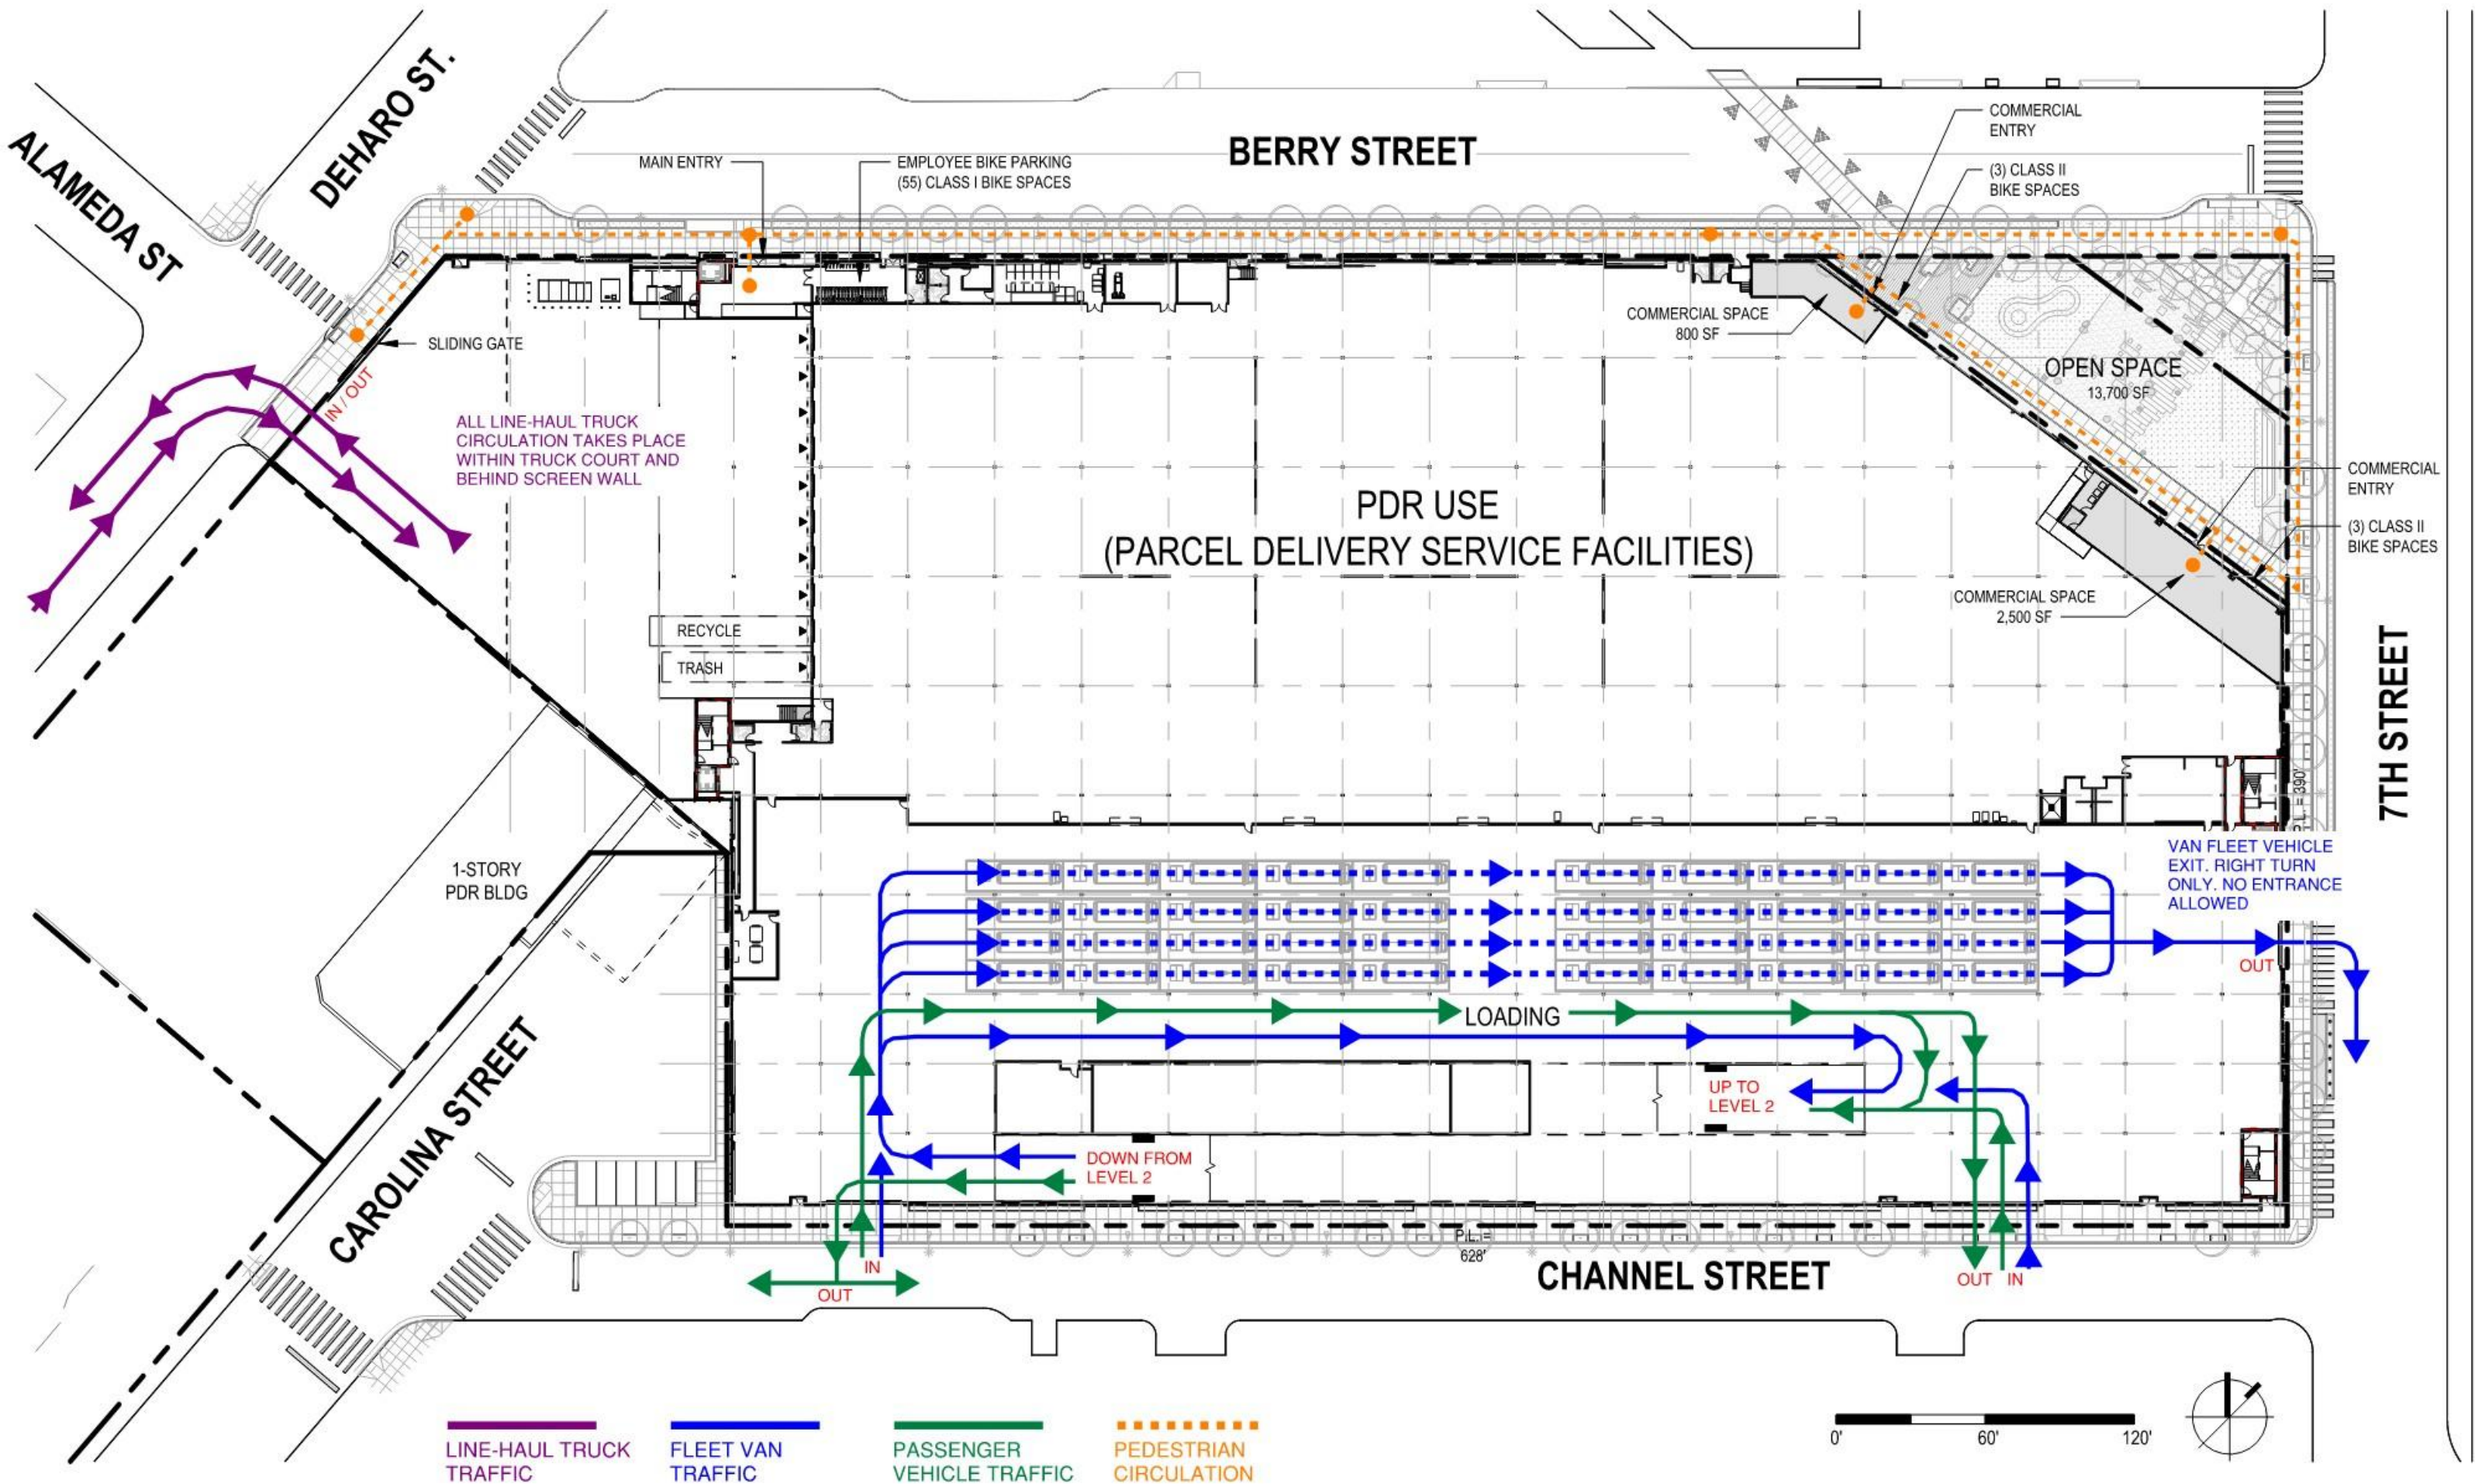 ALAMEDA ST
DEHARO ST.
BERRY STREET
MAIN ENTRY
EMPLOYEE BIKE PARKING
(55) CLASS I BIKE SPACES
COMMERCIAL
ENTRY
(3) CLASS II
BIKE SPACES
SLIDING GATE
IN / OUT
ALL LINE-HAUL TRUCK
CIRCULATION TAKES PLACE
WITHIN TRUCK COURT AND
BEHIND SCREEN WALL
COMMERCIAL SPACE
800 SF
OPEN SPACE
13,700 SF
PDR USE
(PARCEL DELIVERY SERVICE FACILITIES)
COMMERCIAL
ENTRY
(3) CLASS II
BIKE SPACES
COMMERCIAL SPACE
2,500 SF
RECYCLE
TRASH
7TH STREET
= 390'
1-STORY
PDR BLDG
VAN FLEET VEHICLE
EXIT. RIGHT TURN
ONLY. NO ENTRANCE
ALLOWED
OUT
LOADING
UP TO
LEVEL 2
DOWN FROM
LEVEL 2
CAROLINA STREET
P.L. =
628'
IN
OUT
CHANNEL STREET
OUT IN
0' 60' 120'
LINE-HAUL TRUCK
TRAFFIC
FLEET VAN
TRAFFIC
PASSENGER
VEHICLE TRAFFIC
PEDESTRIAN
CIRCULATION